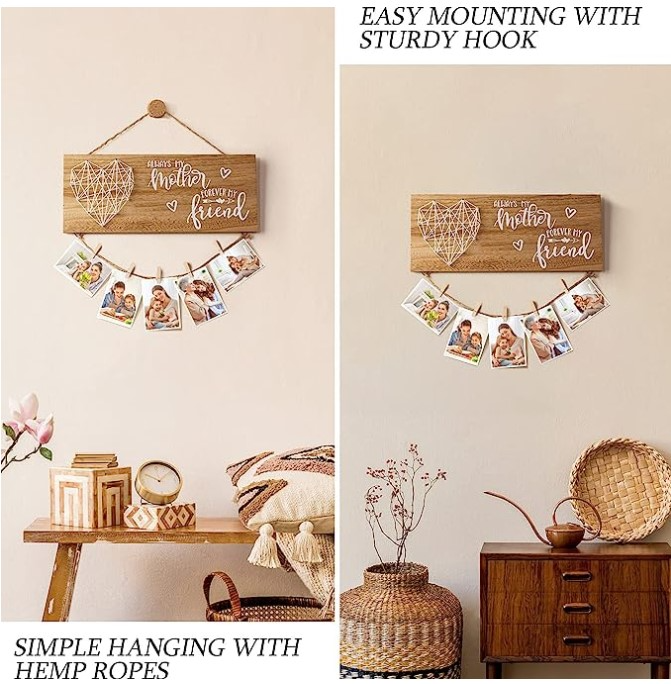 EASY MOUNTING WITH
STURDY HOOK
ALWAYS MY
Mother
FOREVER MY
friend
ALWAYS MY
Mother
FOREVER MY
friend
SIMPLE HANGING WITH
HEMP ROPES